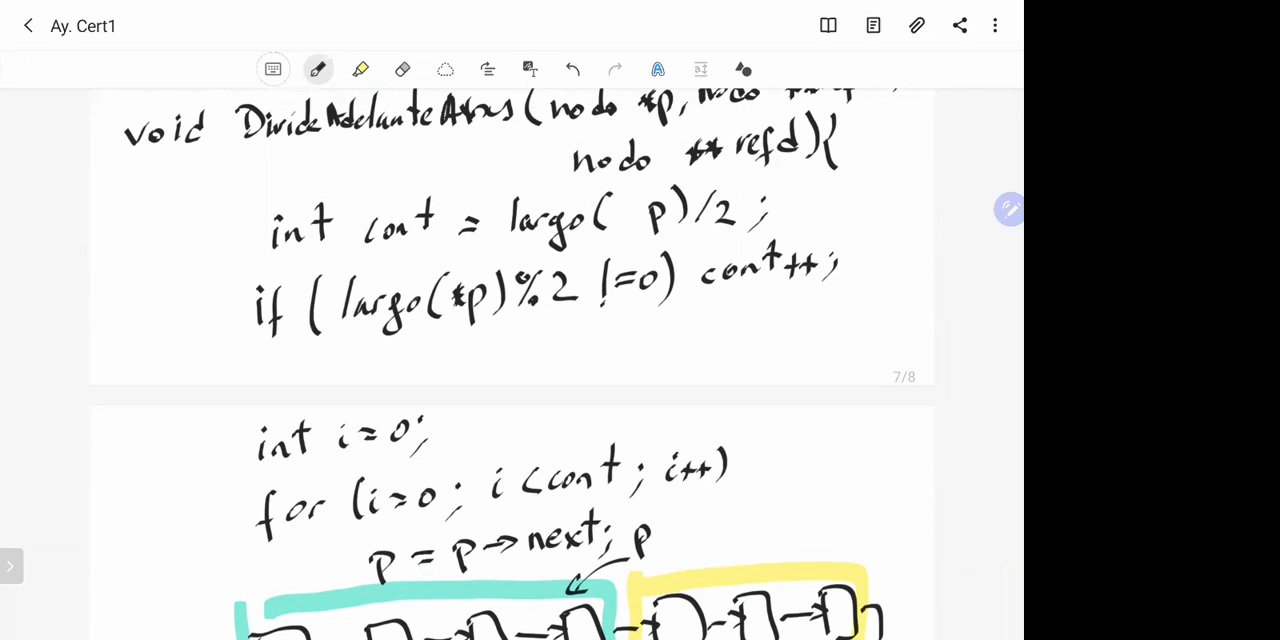 Ay. Cert1
void DivideAdelanteAtras(nodo *p, nodo
nodo ** refd){
int cont = largo( p)/2;
if (largo(*p)%2 !=0) cont++;
7/8
int i=0;
for (i=0; i<cont; i++)
p = p→next; p